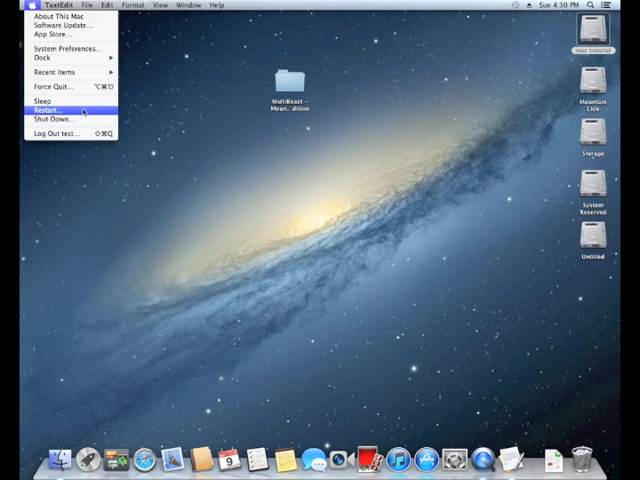 TextEdit File Edit Format View Window Help
Sun 4:30 PM
About This Mac
Software Update...
App Store...
System Preferences...
Dock
Recent Items
Force Quit... ⌥⌘⎋
Sleep
Restart...
Shut Down...
Log Out test... ⇧⌘Q
MultiBeast -
Moun...dition
mac tutorial
Mountain
Lion
Storage
System
Reserved
Untitled
9